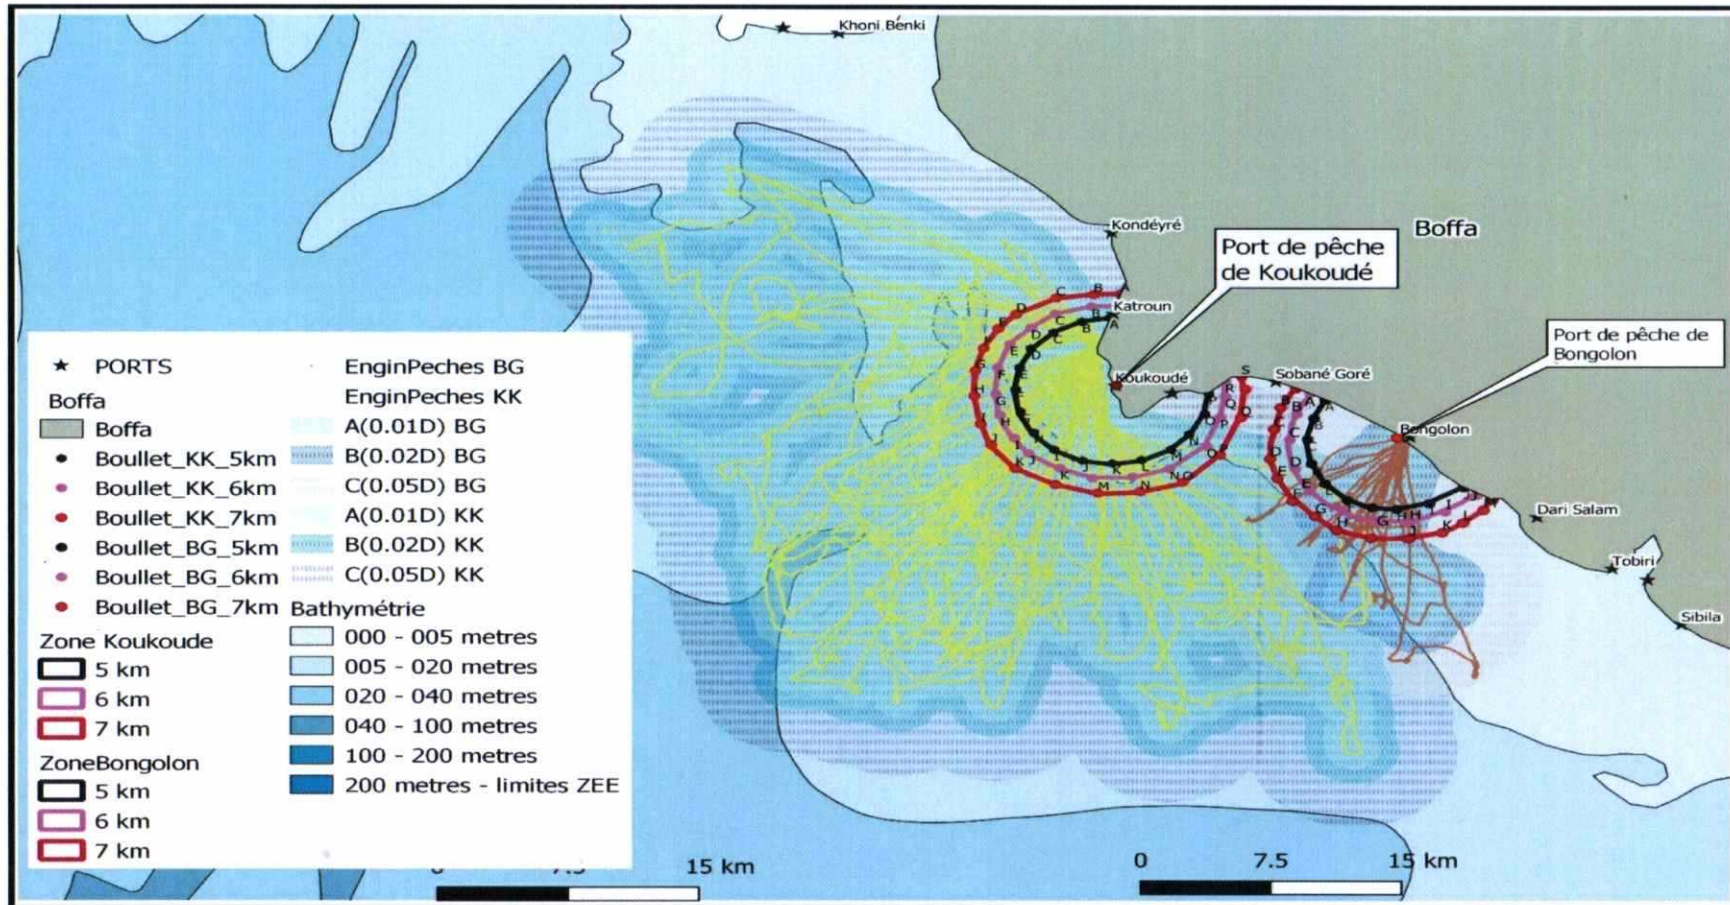 Khoni Benki
Kondéyré
Boffa
Port de pêche
de Koukoudé
Katroun
Port de pêche de
Bongolon
Koukoudé
Sobané Goré
Bongolon
Dari Salam
Tobiri
Sibila
PORTS
Boffa
Boffa
Boullet_KK_5km
Boullet_KK_6km
Boullet_KK_7km
Boullet_BG_5km
Boullet_BG_6km
Boullet_BG_7km
Zone Koukoude
5 km
6 km
7 km
ZoneBongolon
5 km
6 km
7 km
EnginPeches BG
EnginPeches KK
A(0.01D) BG
B(0.02D) BG
C(0.05D) BG
A(0.01D) KK
B(0.02D) KK
C(0.05D) KK
Bathymétrie
000 - 005 metres
005 - 020 metres
020 - 040 metres
040 - 100 metres
100 - 200 metres
200 metres - limites ZEE
15 km
0 7.5 15 km